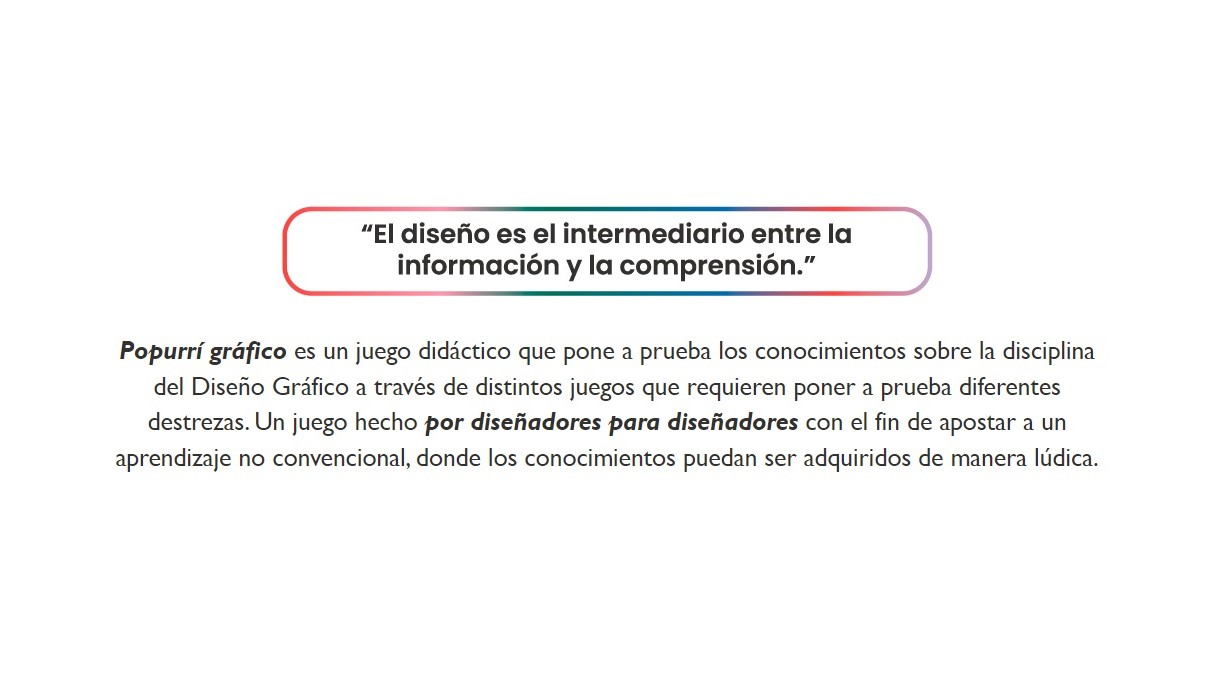 “El diseño es el intermediario entre la
información y la comprensión.”
Popurrí gráfico es un juego didáctico que pone a prueba los conocimientos sobre la disciplina
del Diseño Gráfico a través de distintos juegos que requieren poner a prueba diferentes
destrezas. Un juego hecho por diseñadores para diseñadores con el fin de apostar a un
aprendizaje no convencional, donde los conocimientos puedan ser adquiridos de manera lúdica.